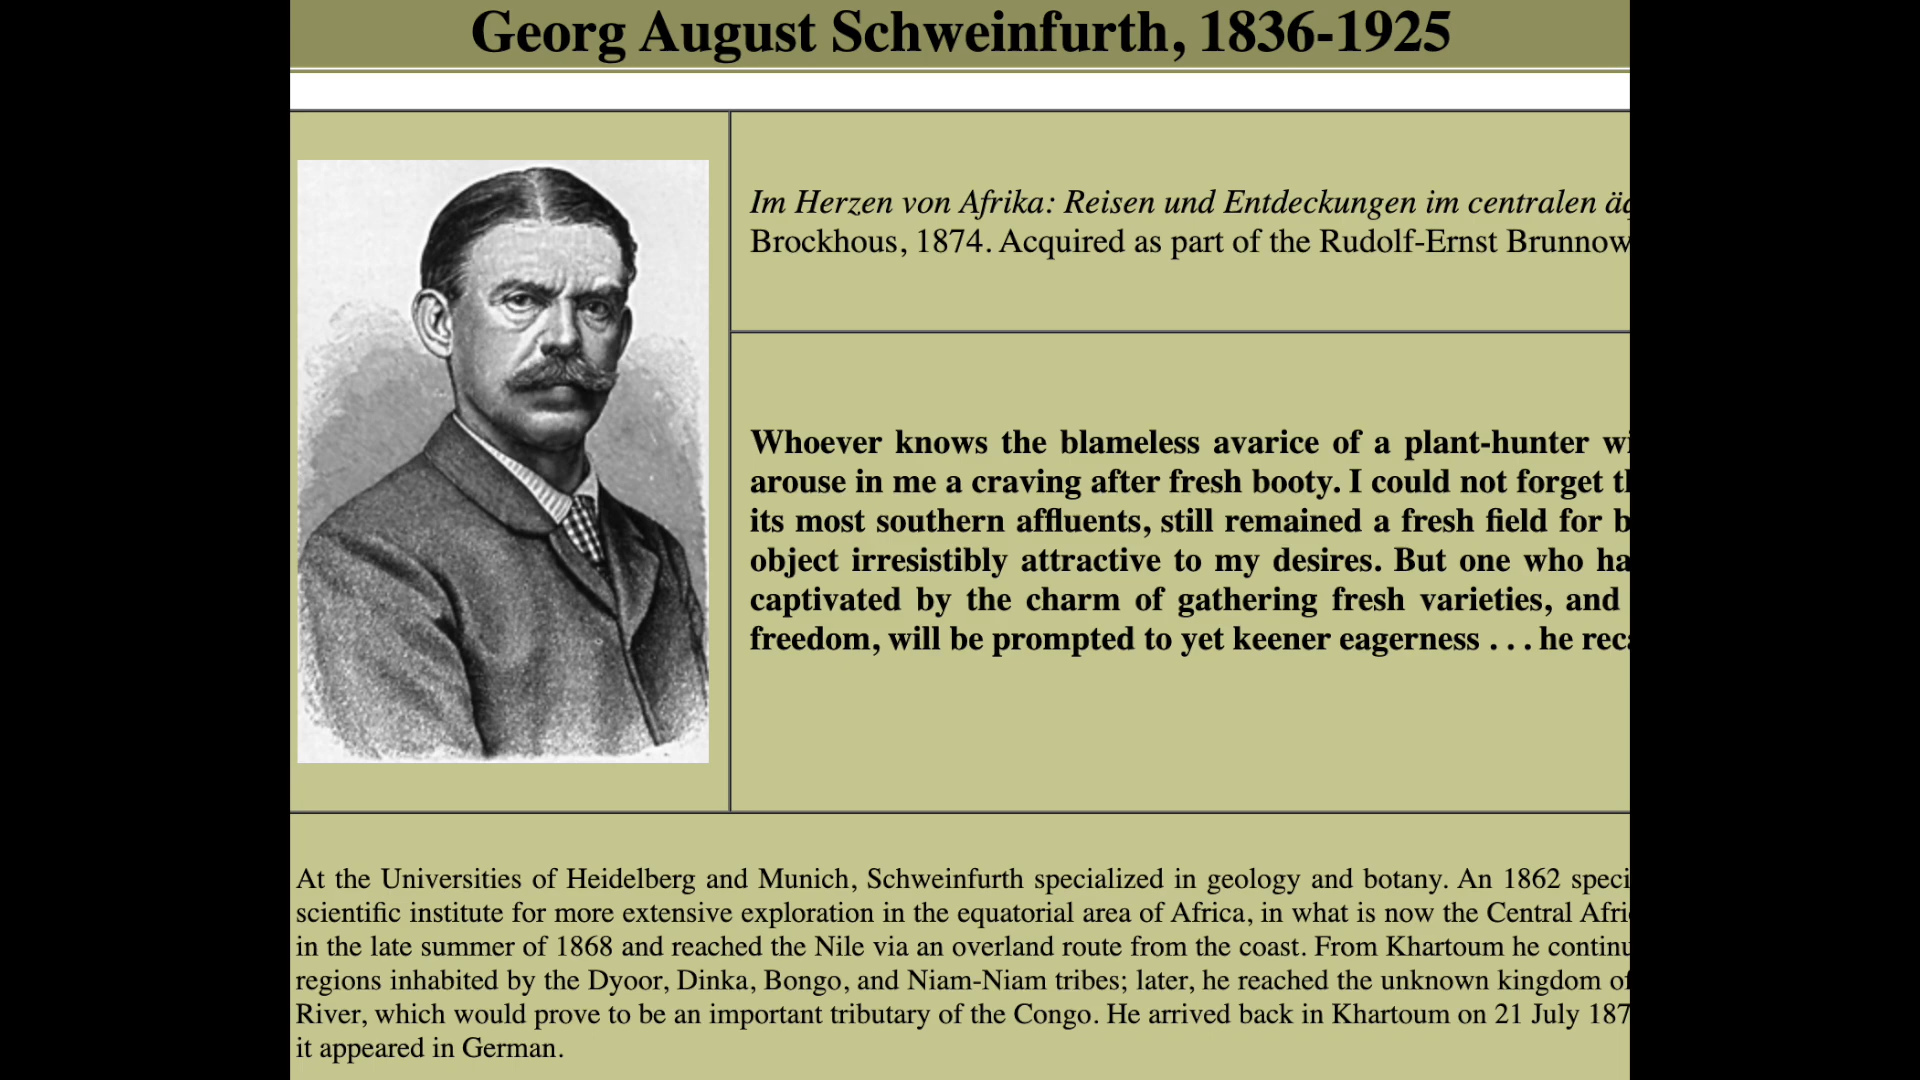 Georg August Schweinfurth, 1836-1925
Im Herzen von Afrika: Reisen und Entdeckungen im centralen
Brockhous, 1874. Acquired as part of the Rudolf-Ernst Brunnow
Whoever knows the blameless avarice of a plant-hunter
arouse in me a craving after fresh booty. I could not forget
its most southern affluents, still remained a fresh field for
object irresistibly attractive to my desires. But one who
captivated by the charm of gathering fresh varieties, and
freedom, will be prompted to yet keener eagerness . . . he
At the Universities of Heidelberg and Munich, Schweinfurth specialized in geology and botany. An 1862
scientific institute for more extensive exploration in the equatorial area of Africa, in what is now the Central
in the late summer of 1868 and reached the Nile via an overland route from the coast. From Khartoum he
regions inhabited by the Dyoor, Dinka, Bongo, and Niam-Niam tribes; later, he reached the unknown kingdom of
River, which would prove to be an important tributary of the Congo. He arrived back in Khartoum on 21 July
it appeared in German.